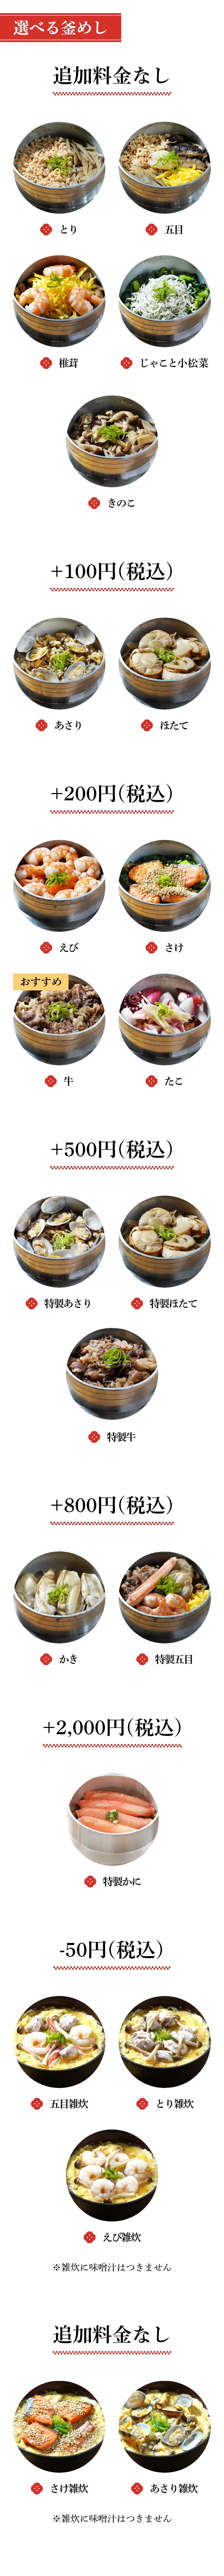 選べる釜めし
追加料金なし
とり
五目
椎茸
じゃこと小松菜
きのこ
+100円(税込)
あさり
ほたて
+200円(税込)
えび
さけ
おすすめ
牛
たこ
+500円(税込)
特製あさり
特製ほたて
特製牛
+800円(税込)
かき
特製五目
+2,000円(税込)
特製かに
-50円(税込)
五目雑炊
とり雑炊
えび雑炊
※雑炊に味噌汁はつきません
追加料金なし
さけ雑炊
あさり雑炊
※雑炊に味噌汁はつきません